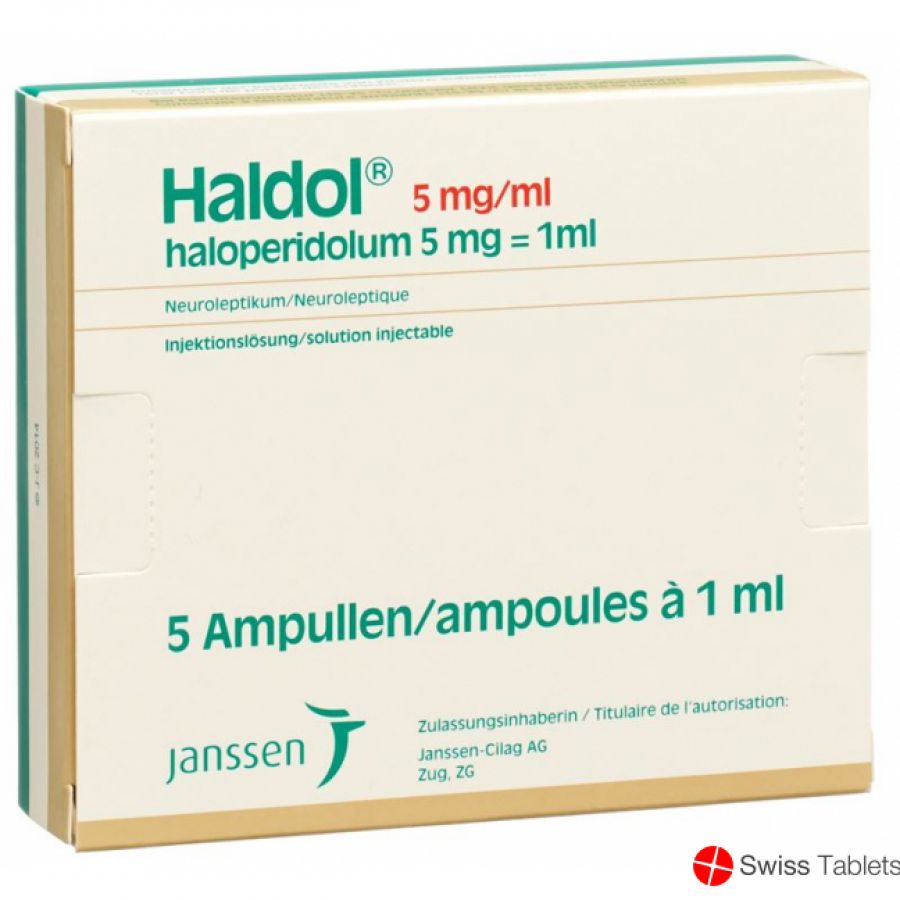 Haldol® 5 mg/ml
haloperidolum 5 mg = 1ml
Neuroleptikum/Neuroleptique
Injektionslösung/solution injectable
5 Ampullen/ampoules à 1 ml
janssen
Zulassungsinhaberin / Titulaire de l'autorisation:
Janssen-Cilag AG
Zug, ZG
© J-C 2014
Swiss Tablets